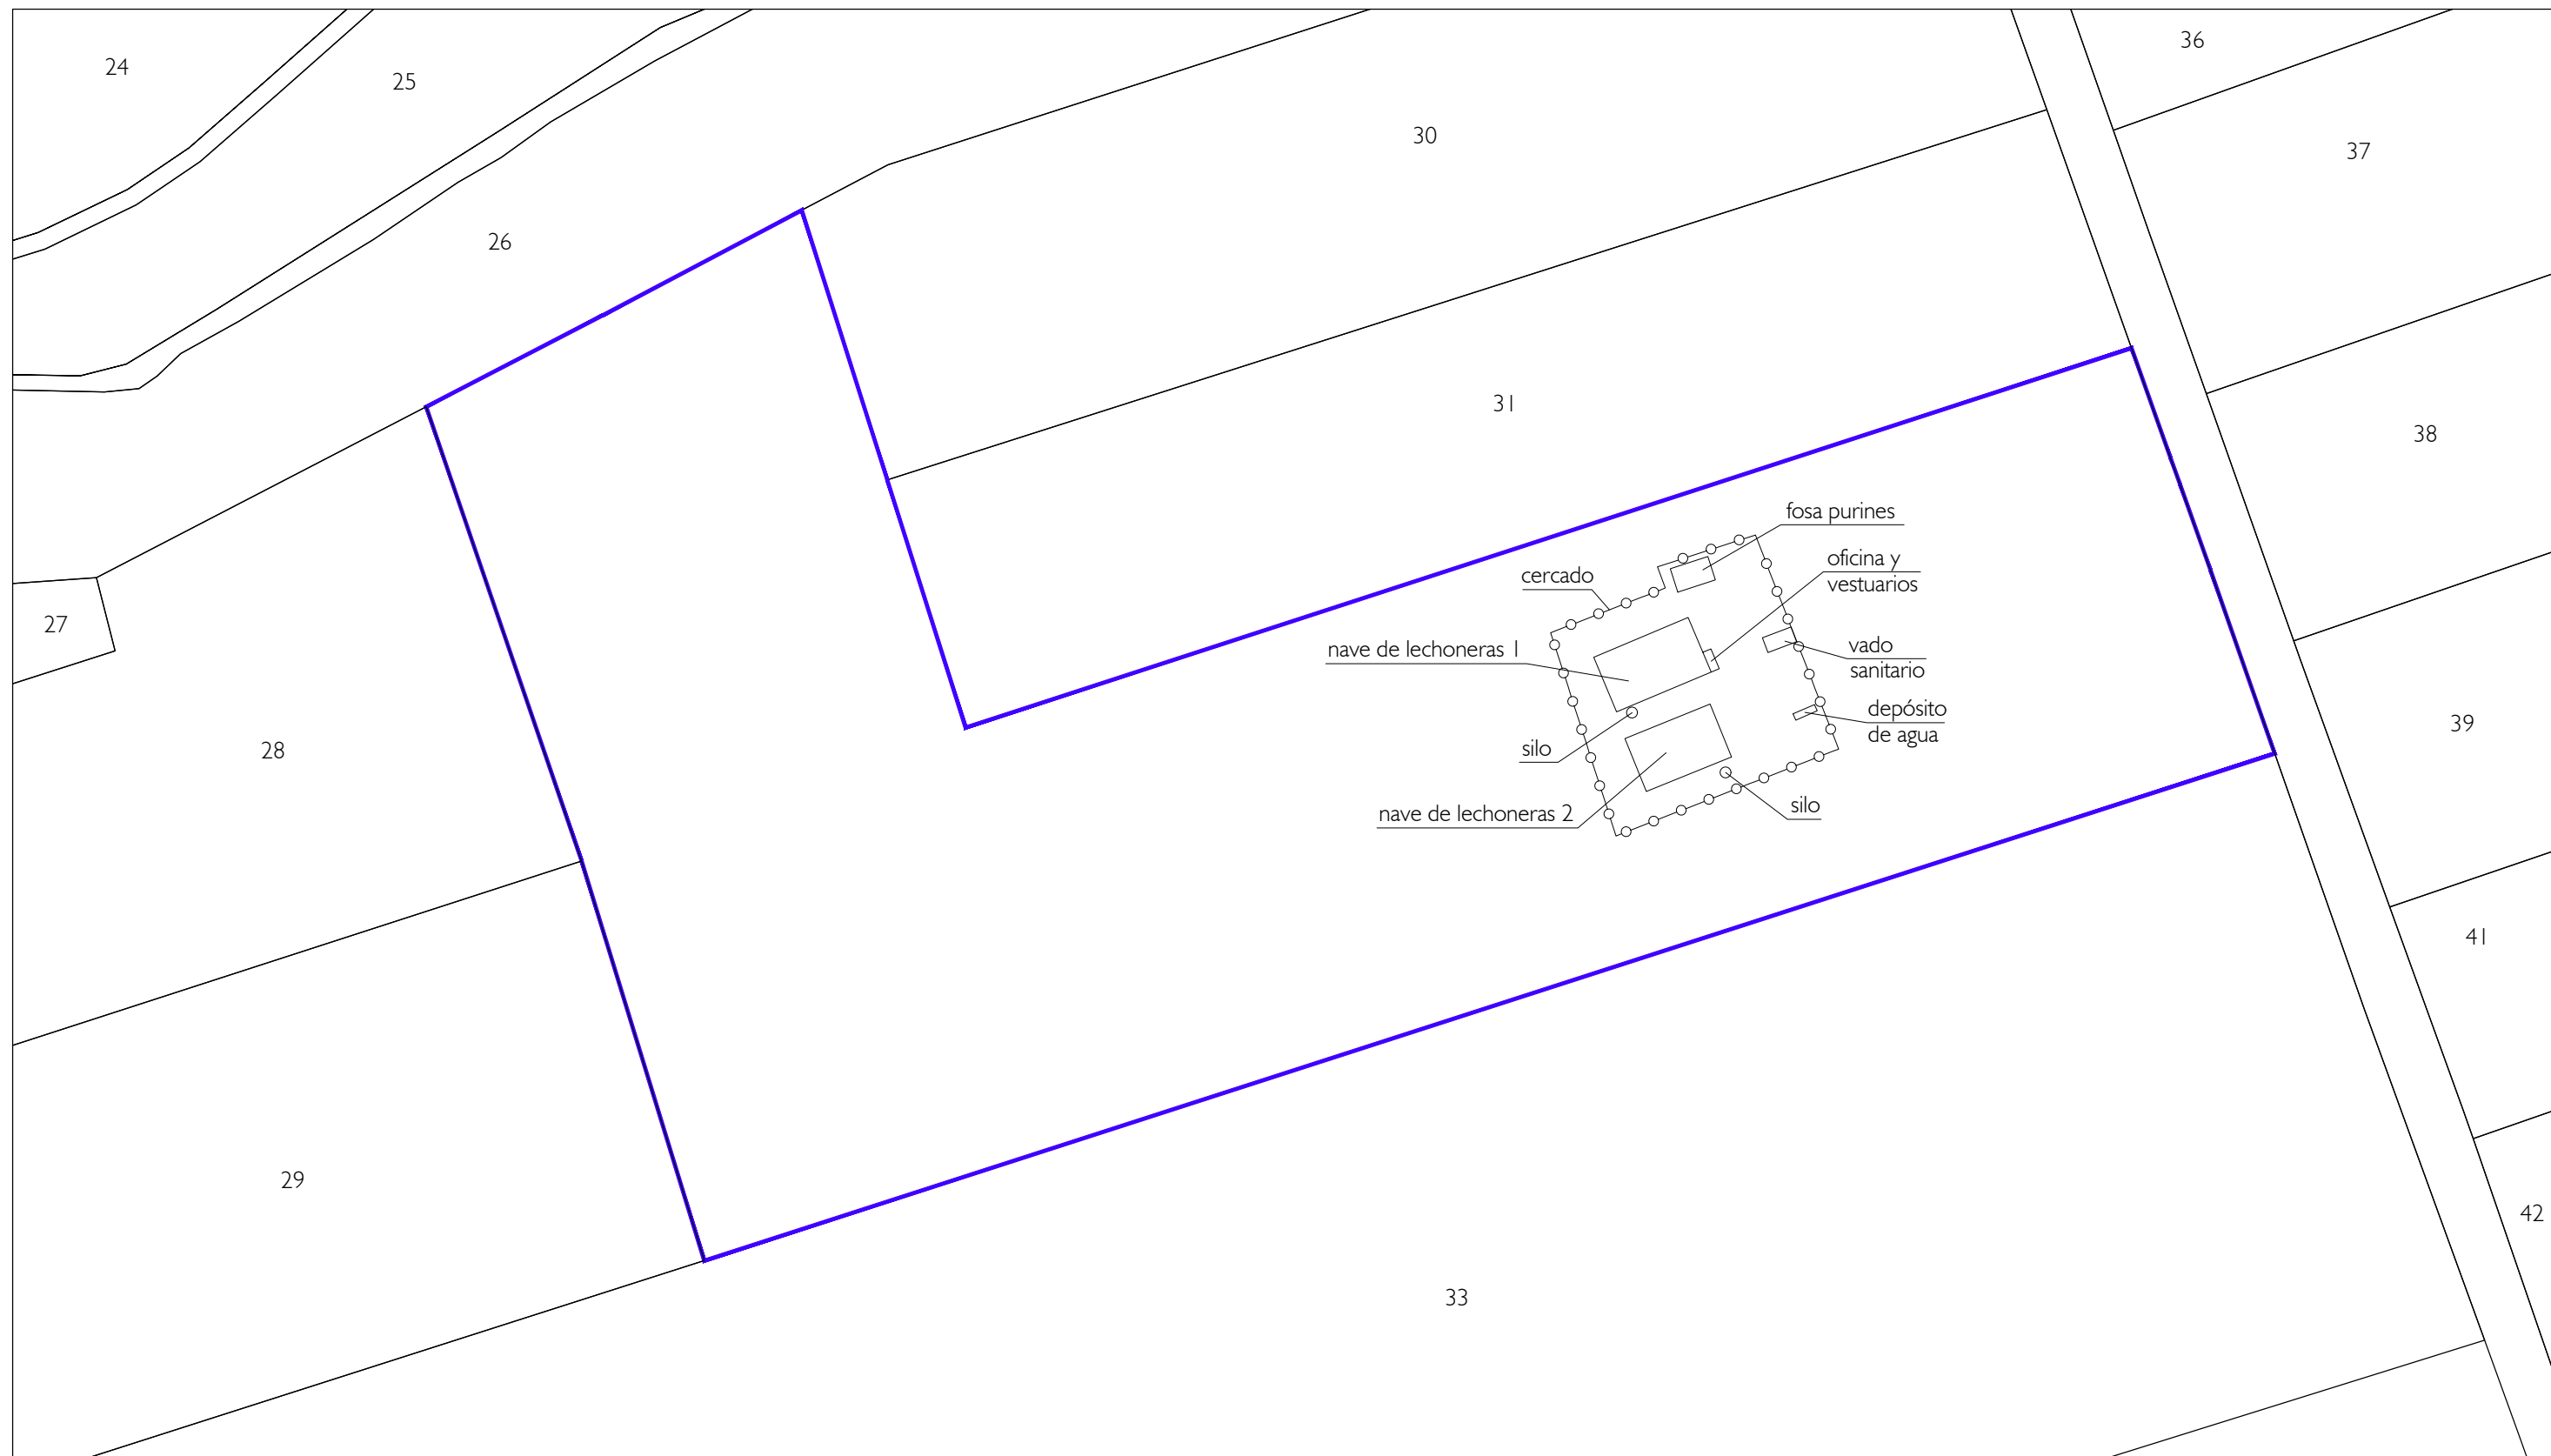 24
25
36
30
37
26
31
38
fosa purines
oficina y
vestuarios
cercado
27
nave de lechoneras 1
vado
sanitario
depósito
de agua
39
silo
28
nave de lechoneras 2
silo
41
29
42
33